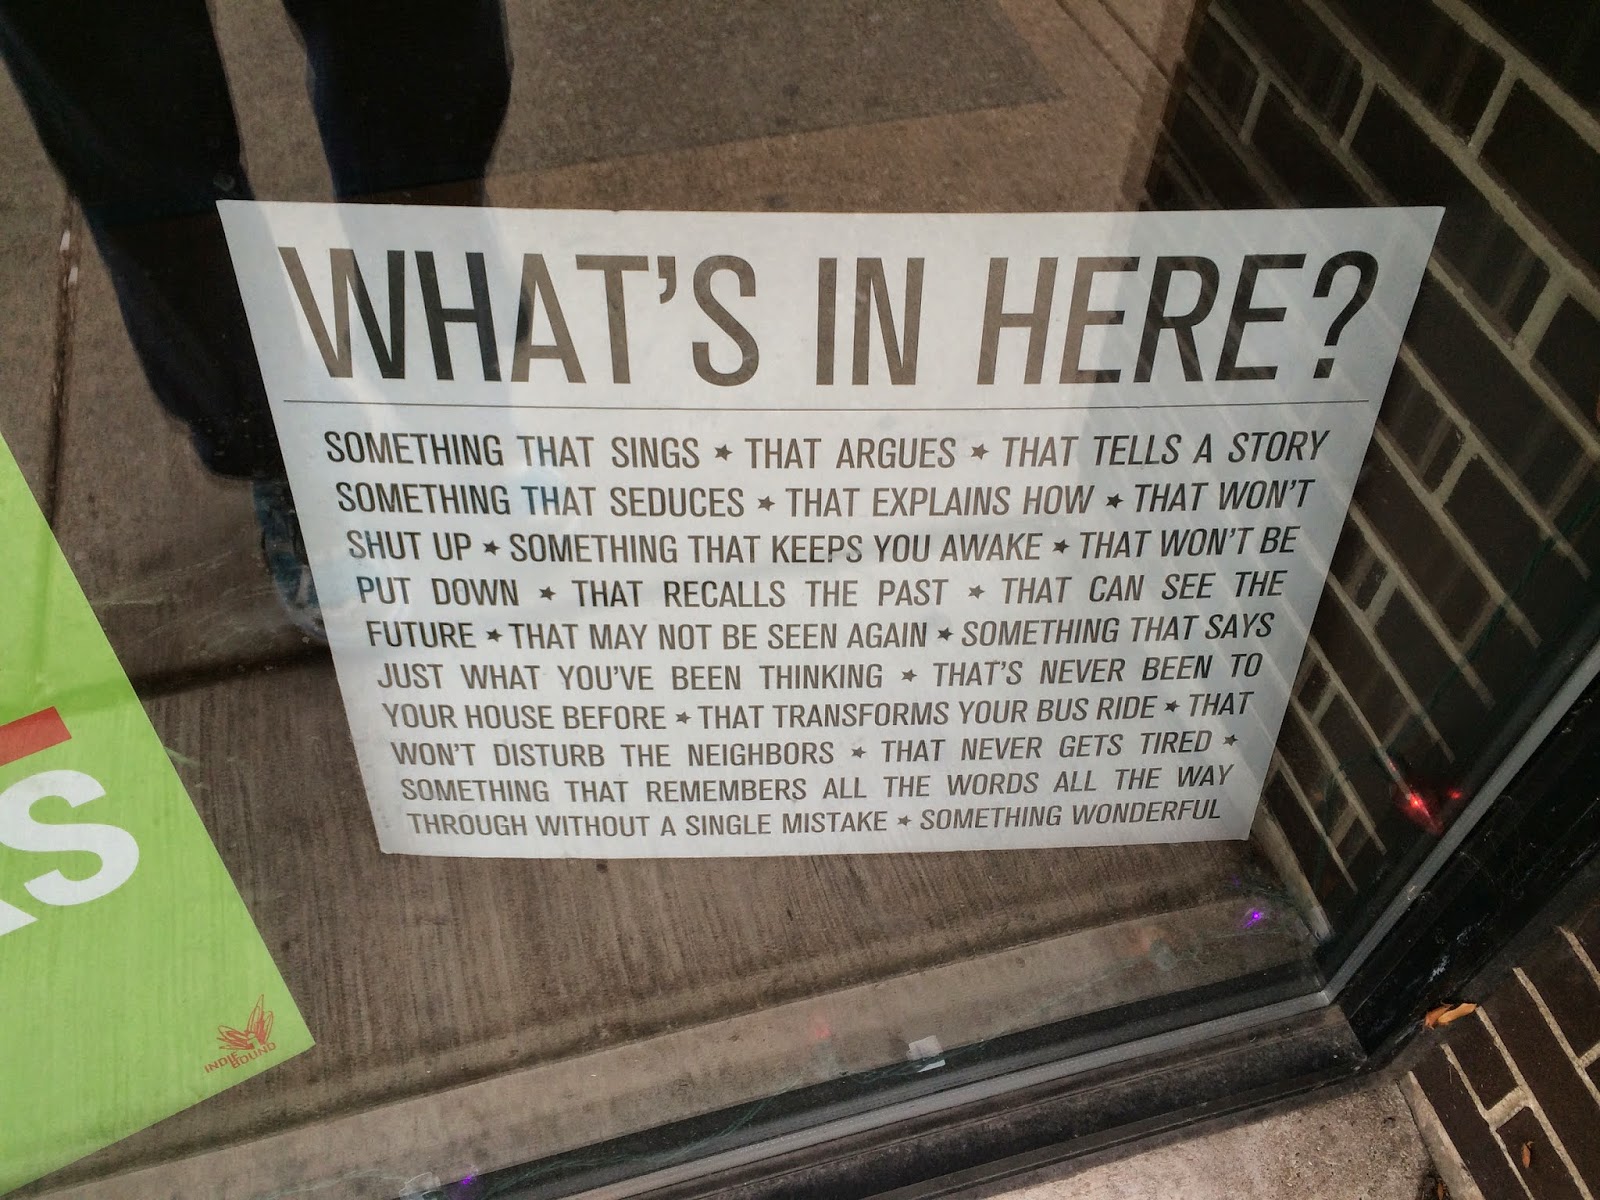 WHAT'S IN HERE?
SOMETHING THAT SINGS ★ THAT ARGUES ★ THAT TELLS A STORY
SOMETHING THAT SEDUCES ★ THAT EXPLAINS HOW ★ THAT WON'T
SHUT UP ★ SOMETHING THAT KEEPS YOU AWAKE ★ THAT WON'T BE
PUT DOWN ★ THAT RECALLS THE PAST ★ THAT CAN SEE THE
FUTURE ★ THAT MAY NOT BE SEEN AGAIN ★ SOMETHING THAT SAYS
JUST WHAT YOU'VE BEEN THINKING ★ THAT'S NEVER BEEN TO
YOUR HOUSE BEFORE ★ THAT TRANSFORMS YOUR BUS RIDE ★ THAT
WON'T DISTURB THE NEIGHBORS ★ THAT NEVER GETS TIRED ★
SOMETHING THAT REMEMBERS ALL THE WORDS ALL THE WAY
THROUGH WITHOUT A SINGLE MISTAKE ★ SOMETHING WONDERFUL
INDIE
BOUND